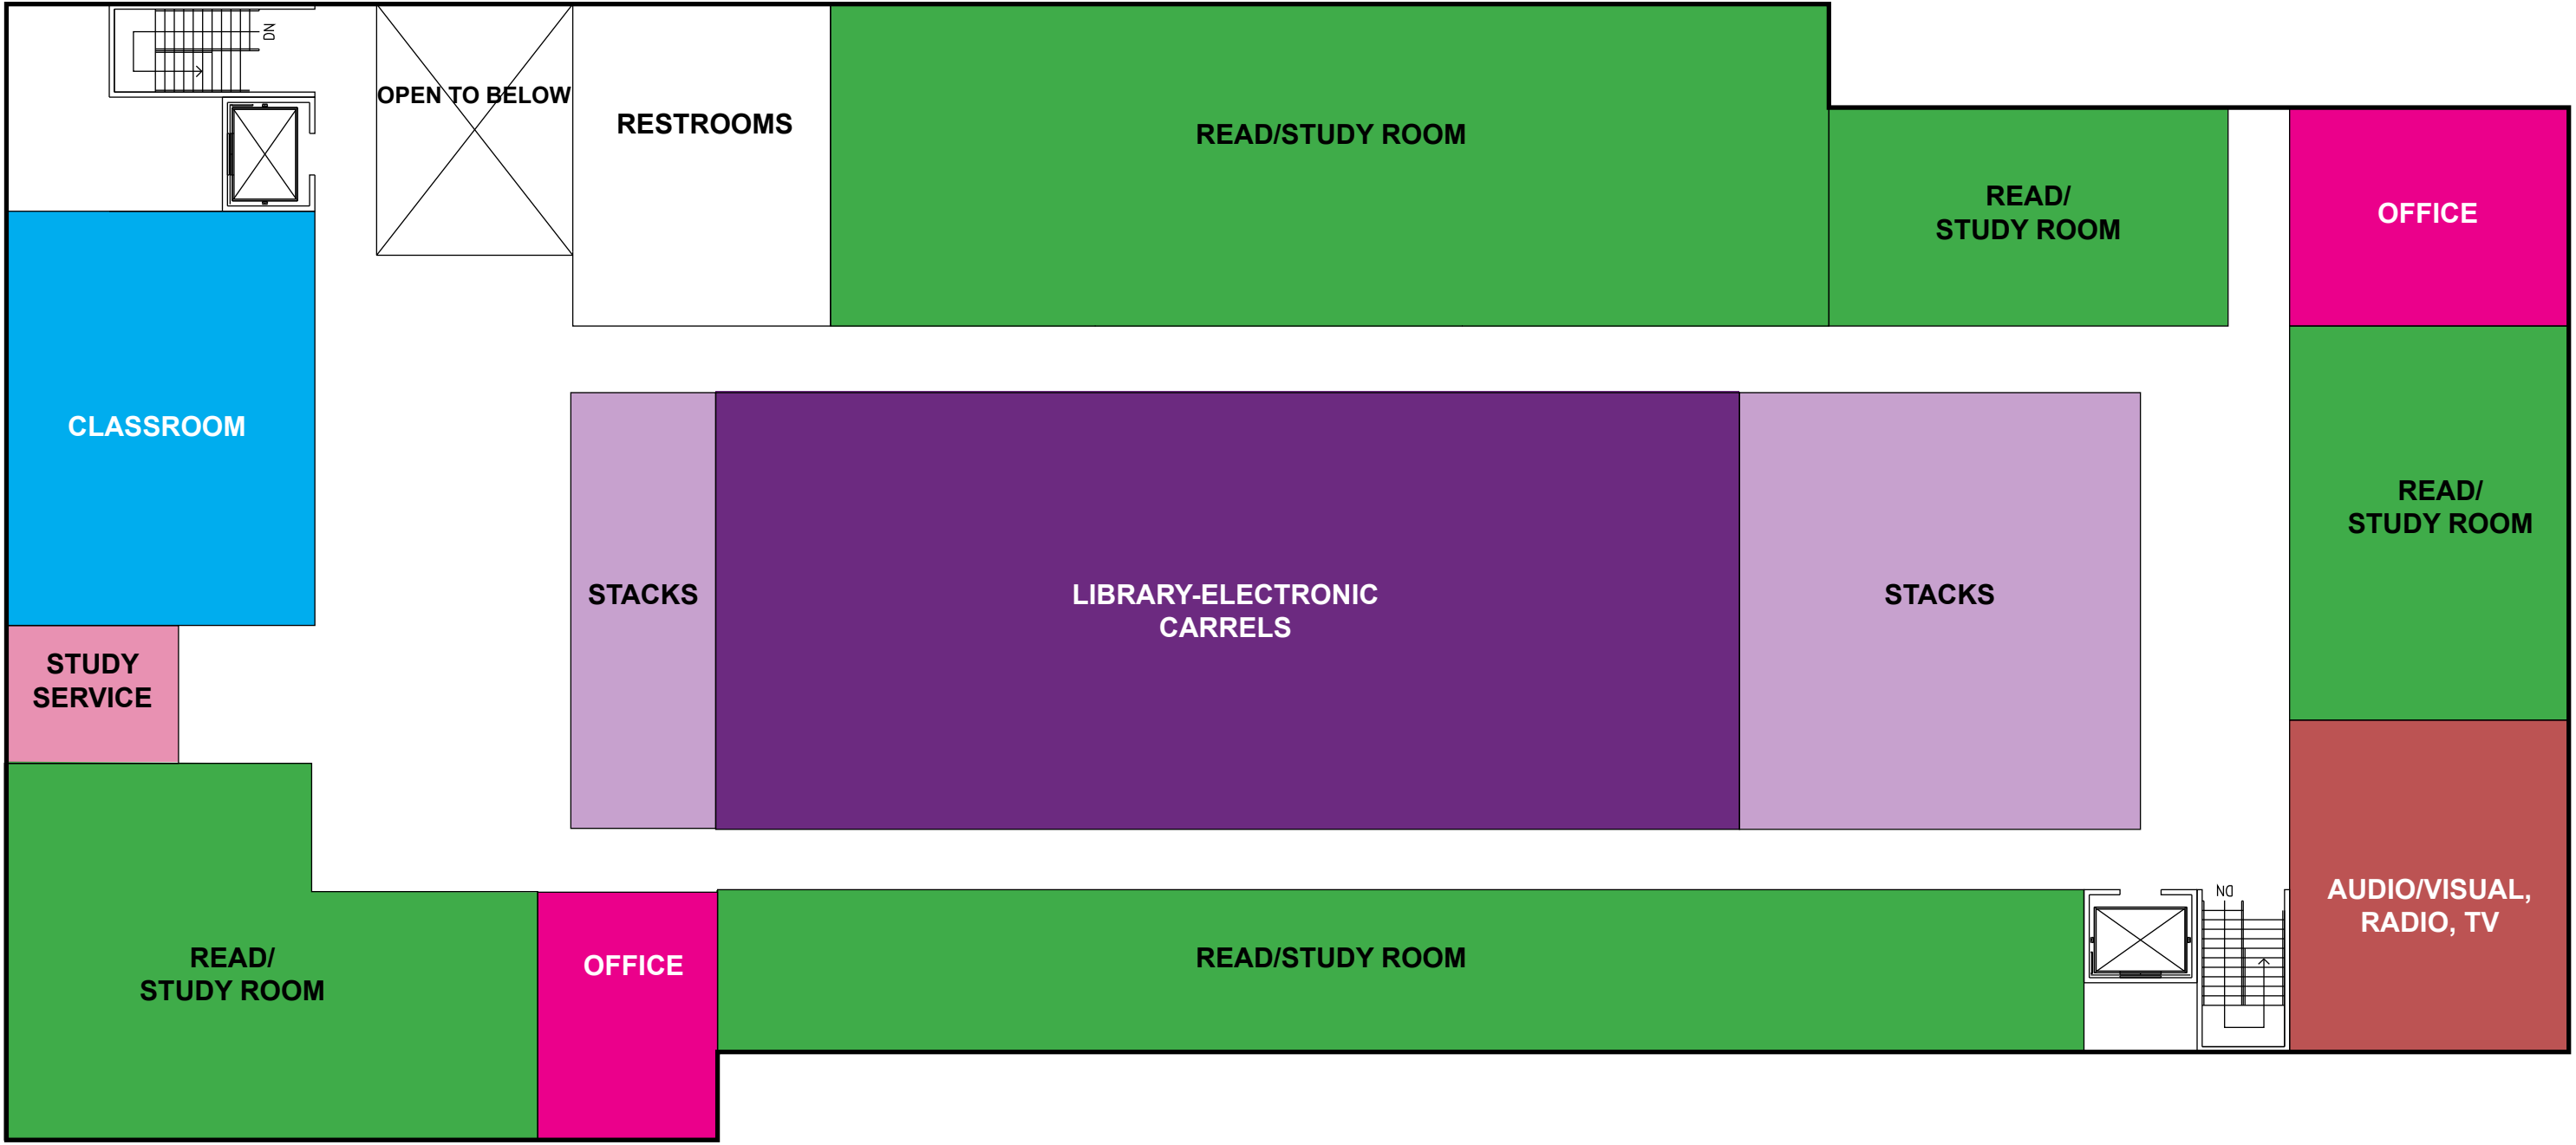 DN
OPEN TO BELOW
RESTROOMS
READ/STUDY ROOM
READ/
STUDY ROOM
OFFICE
CLASSROOM
READ/
STUDY ROOM
STACKS
LIBRARY-ELECTRONIC
CARRELS
STACKS
STUDY
SERVICE
READ/
STUDY ROOM
OFFICE
READ/STUDY ROOM
DN
AUDIO/VISUAL,
RADIO, TV